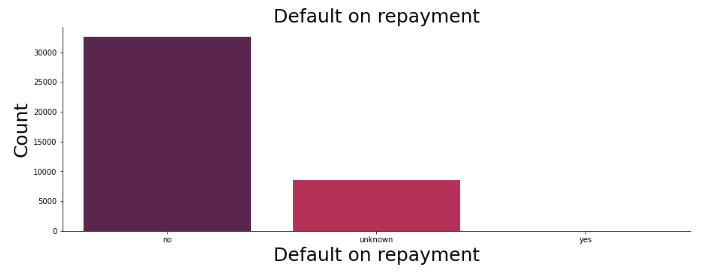 Default on repayment
Count
30000
25000
20000
15000
10000
5000
0
no unknown yes
Default on repayment